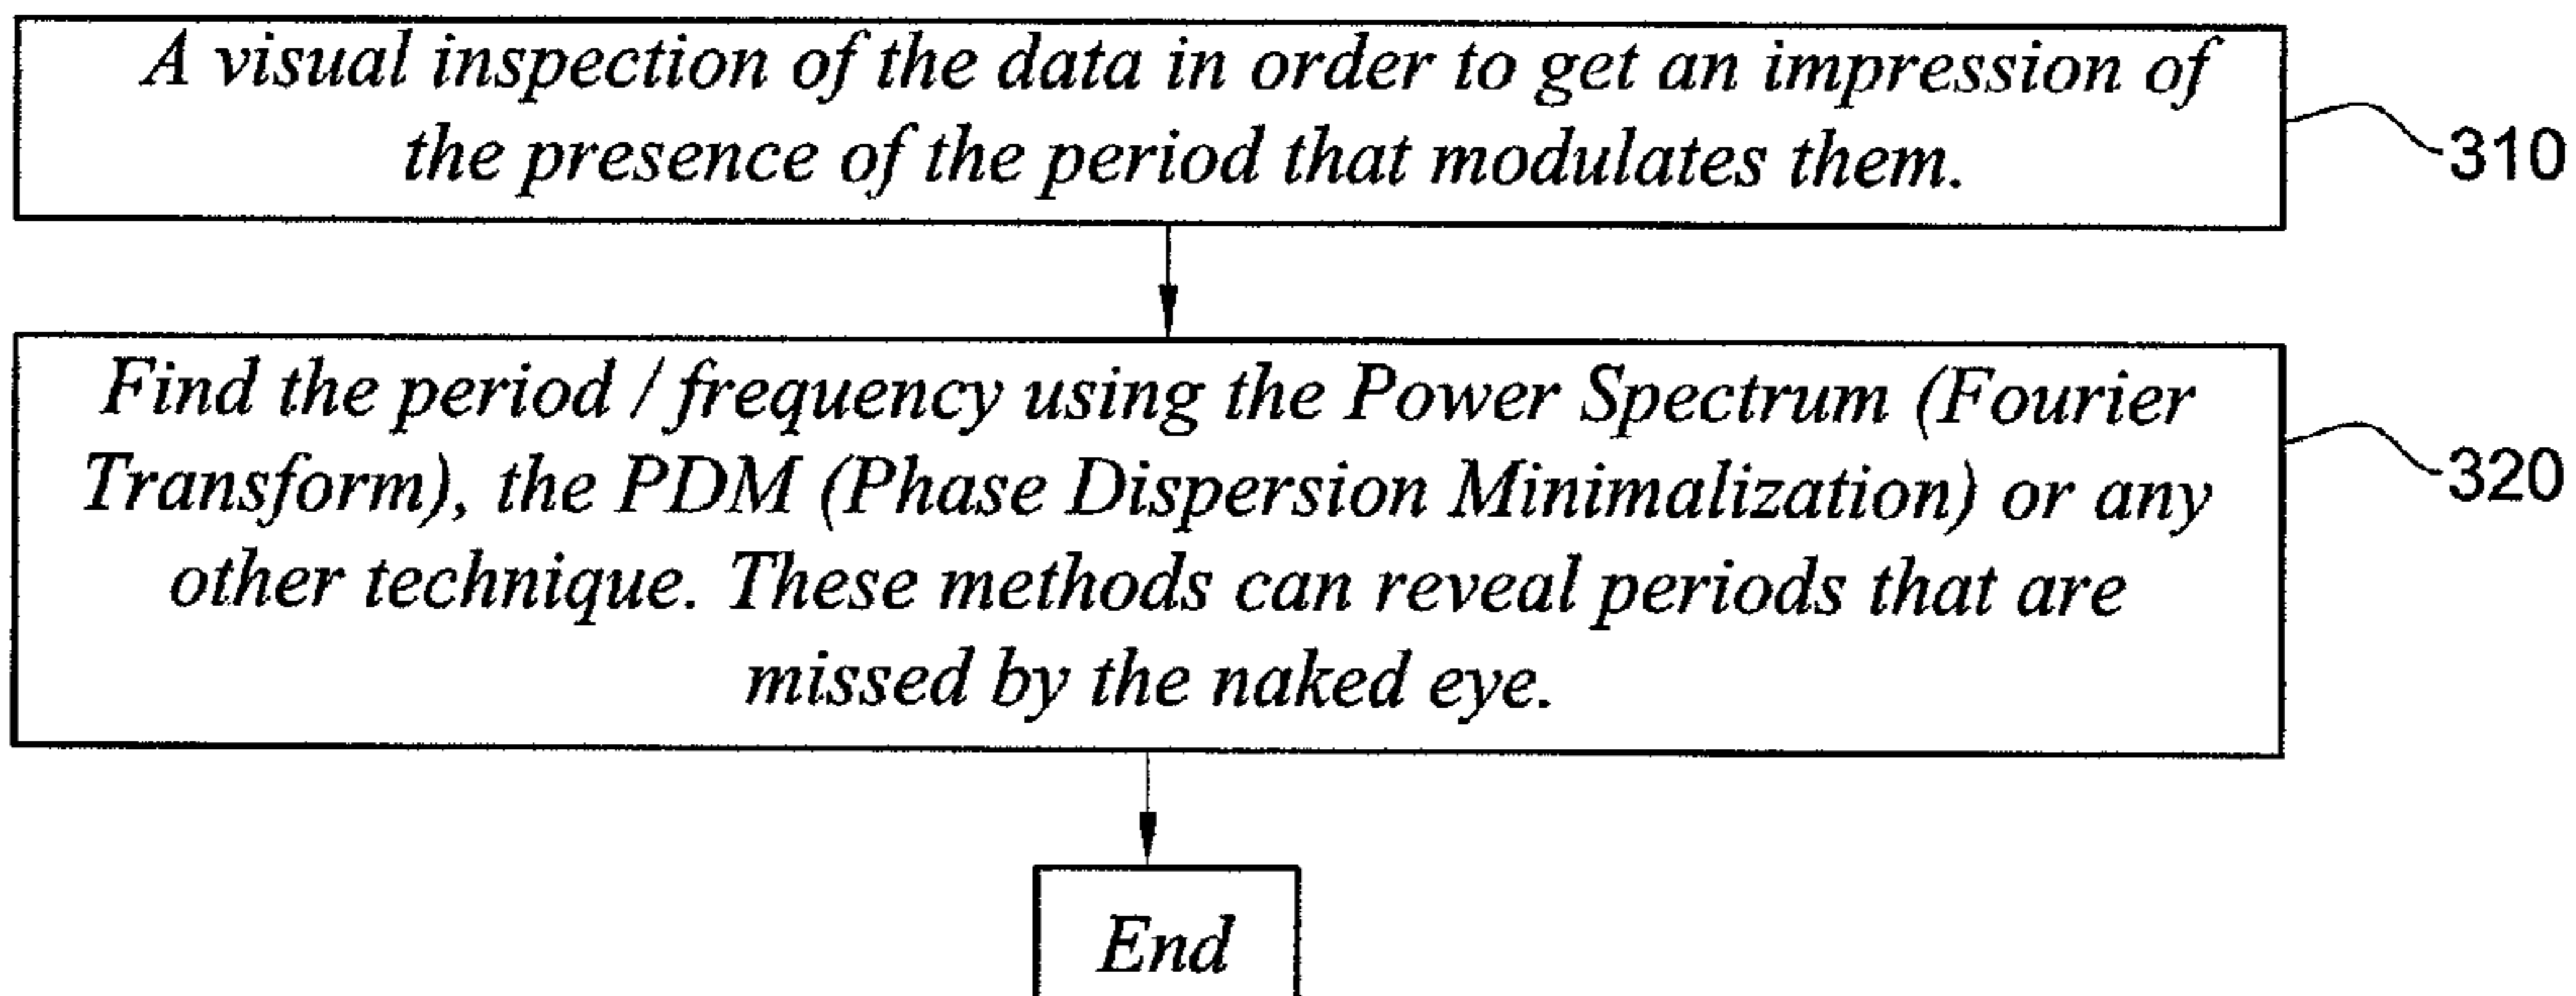 A visual inspection of the data in order to get an impression of
the presence of the period that modulates them.
310
Find the period / frequency using the Power Spectrum (Fourier
Transform), the PDM (Phase Dispersion Minimalization) or any
other technique. These methods can reveal periods that are
missed by the naked eye.
320
End